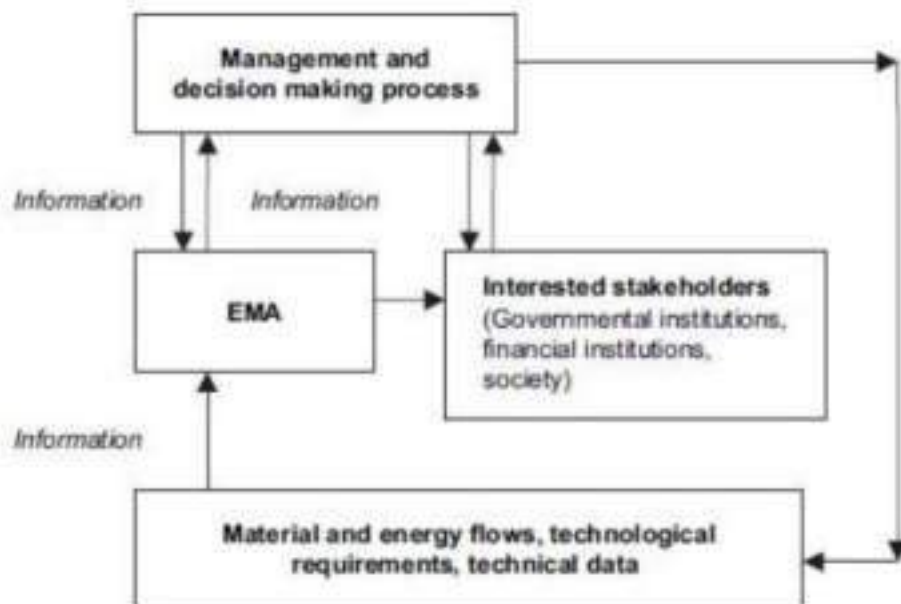 Management and
decision making process
Information
Information
EMA
Interested stakeholders
(Governmental institutions,
financial institutions,
society)
Information
Material and energy flows, technological
requirements, technical data